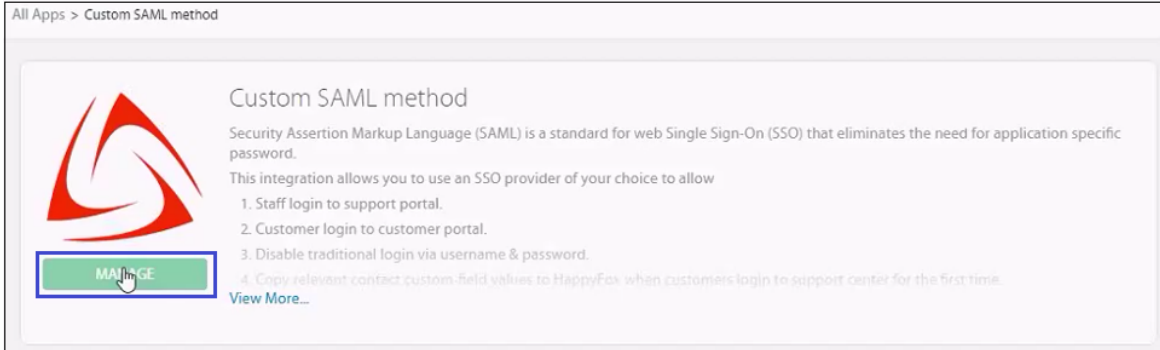 All Apps > Custom SAML method
Custom SAML method
Security Assertion Markup Language (SAML) is a standard for web Single Sign-On (SSO) that eliminates the need for application specific
password.
This integration allows you to use an SSO provider of your choice to allow
1. Staff login to support portal.
2. Customer login to customer portal.
3. Disable traditional login via username & password.
MANAGE
4. Copy relevant contact custom-field values to HappyFox when customers login to support center for the first time.
View More...